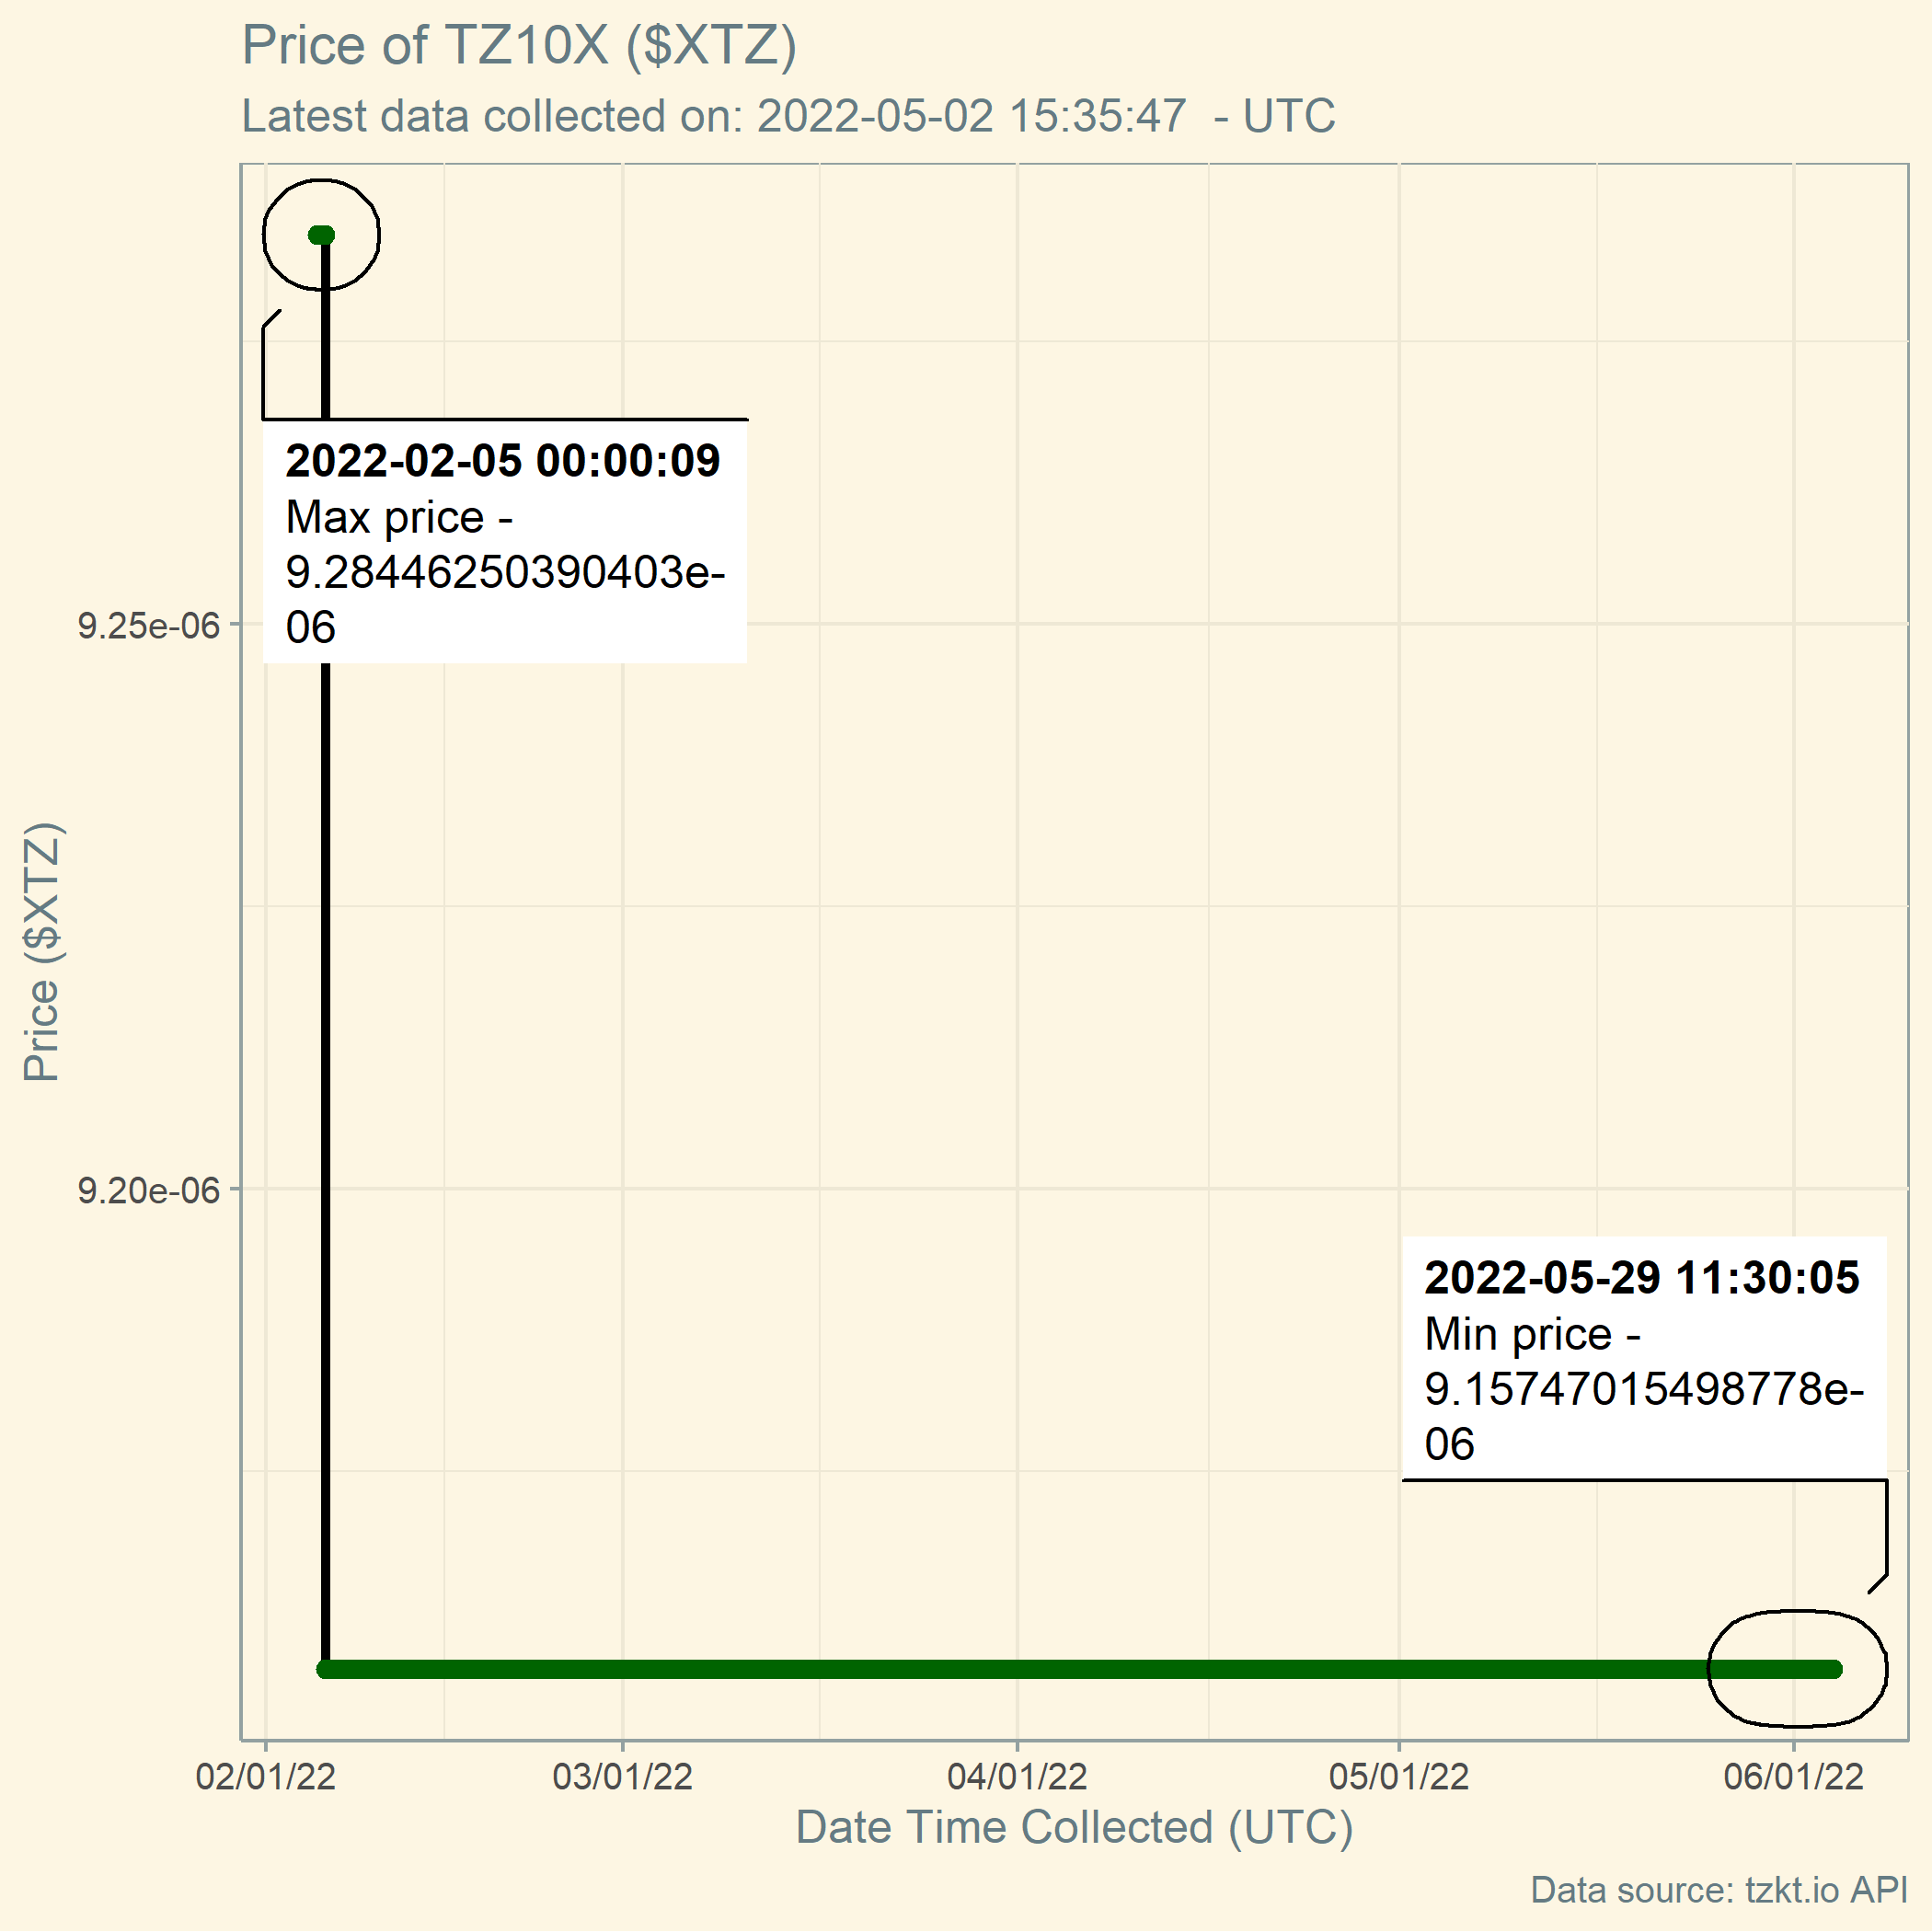 Price of TZ10X ($XTZ)
Latest data collected on: 2022-05-02 15:35:47  - UTC
2022-02-05 00:00:09
Max price -
9.28446250390403e-
06
9.25e-06
Price ($XTZ)
9.20e-06
2022-05-29 11:30:05
Min price -
9.15747015498778e-
06
02/01/22
03/01/22
04/01/22
05/01/22
06/01/22
Date Time Collected (UTC)
Data source: tzkt.io API